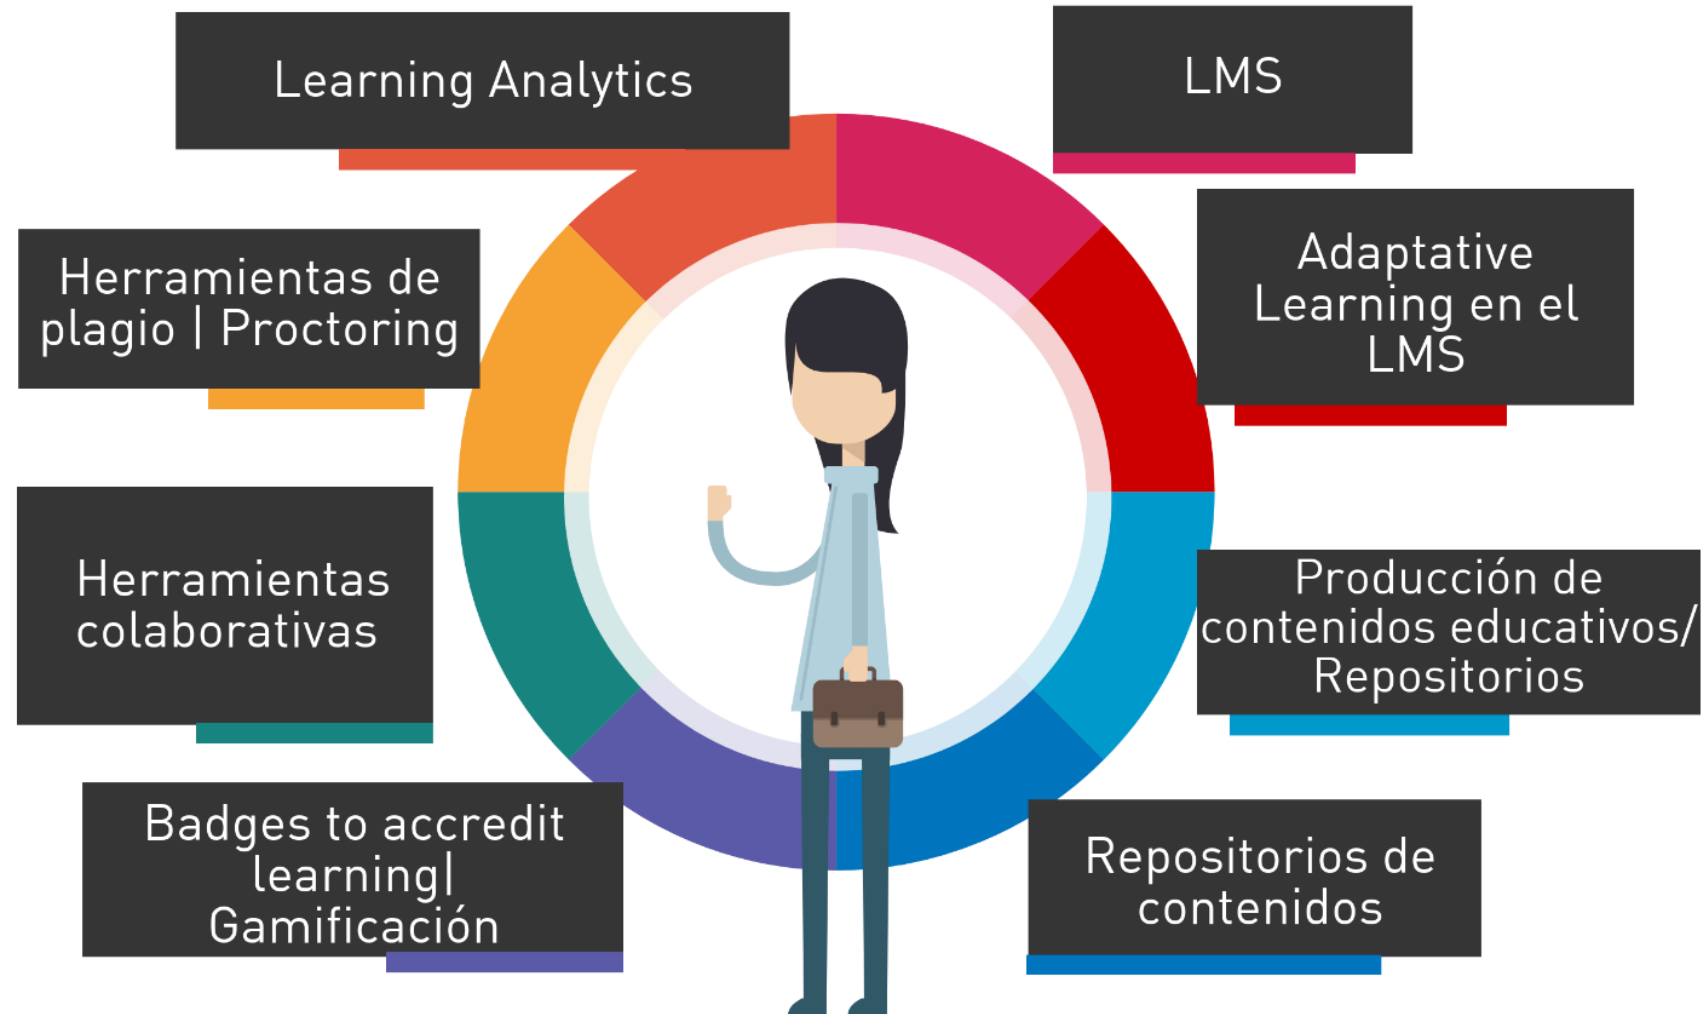 Learning Analytics
LMS
Herramientas de
plagio | Proctoring
Adaptative
Learning en el
LMS
Herramientas
colaborativas
Producción de
contenidos educativos/
Repositorios
Badges to accredit
learning|
Gamificación
Repositorios de
contenidos